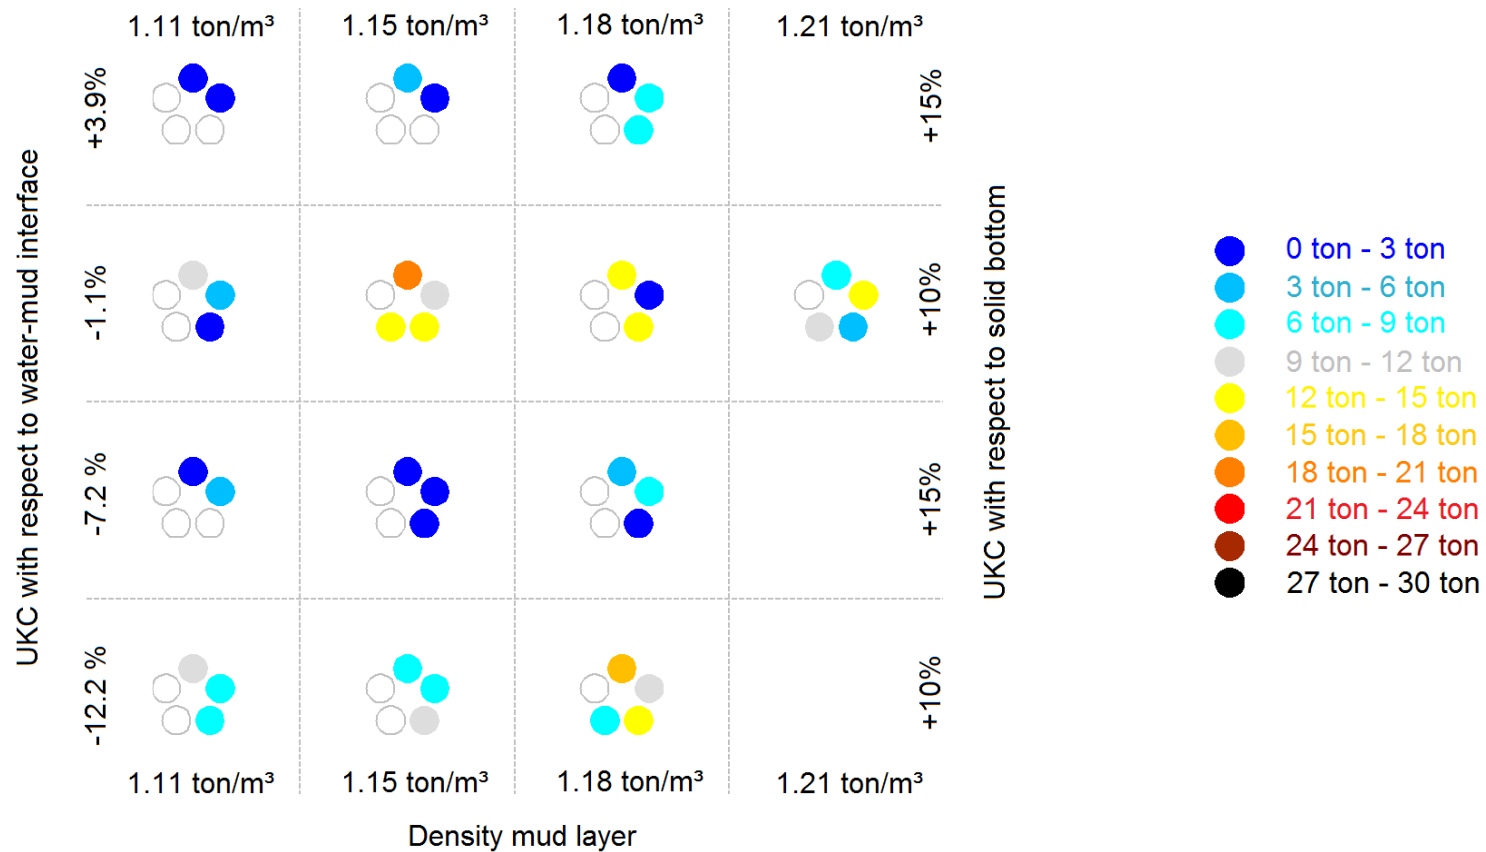 1.11 ton/m³ 1.15 ton/m³ 1.18 ton/m³ 1.21 ton/m³
UKC with respect to water-mud interface
+3.9%
-1.1%
-7.2 %
-12.2 %
+15%
+10%
+15%
+10%
UKC with respect to solid bottom
0 ton - 3 ton
3 ton - 6 ton
6 ton - 9 ton
9 ton - 12 ton
12 ton - 15 ton
15 ton - 18 ton
18 ton - 21 ton
21 ton - 24 ton
24 ton - 27 ton
27 ton - 30 ton
1.11 ton/m³ 1.15 ton/m³ 1.18 ton/m³ 1.21 ton/m³
Density mud layer